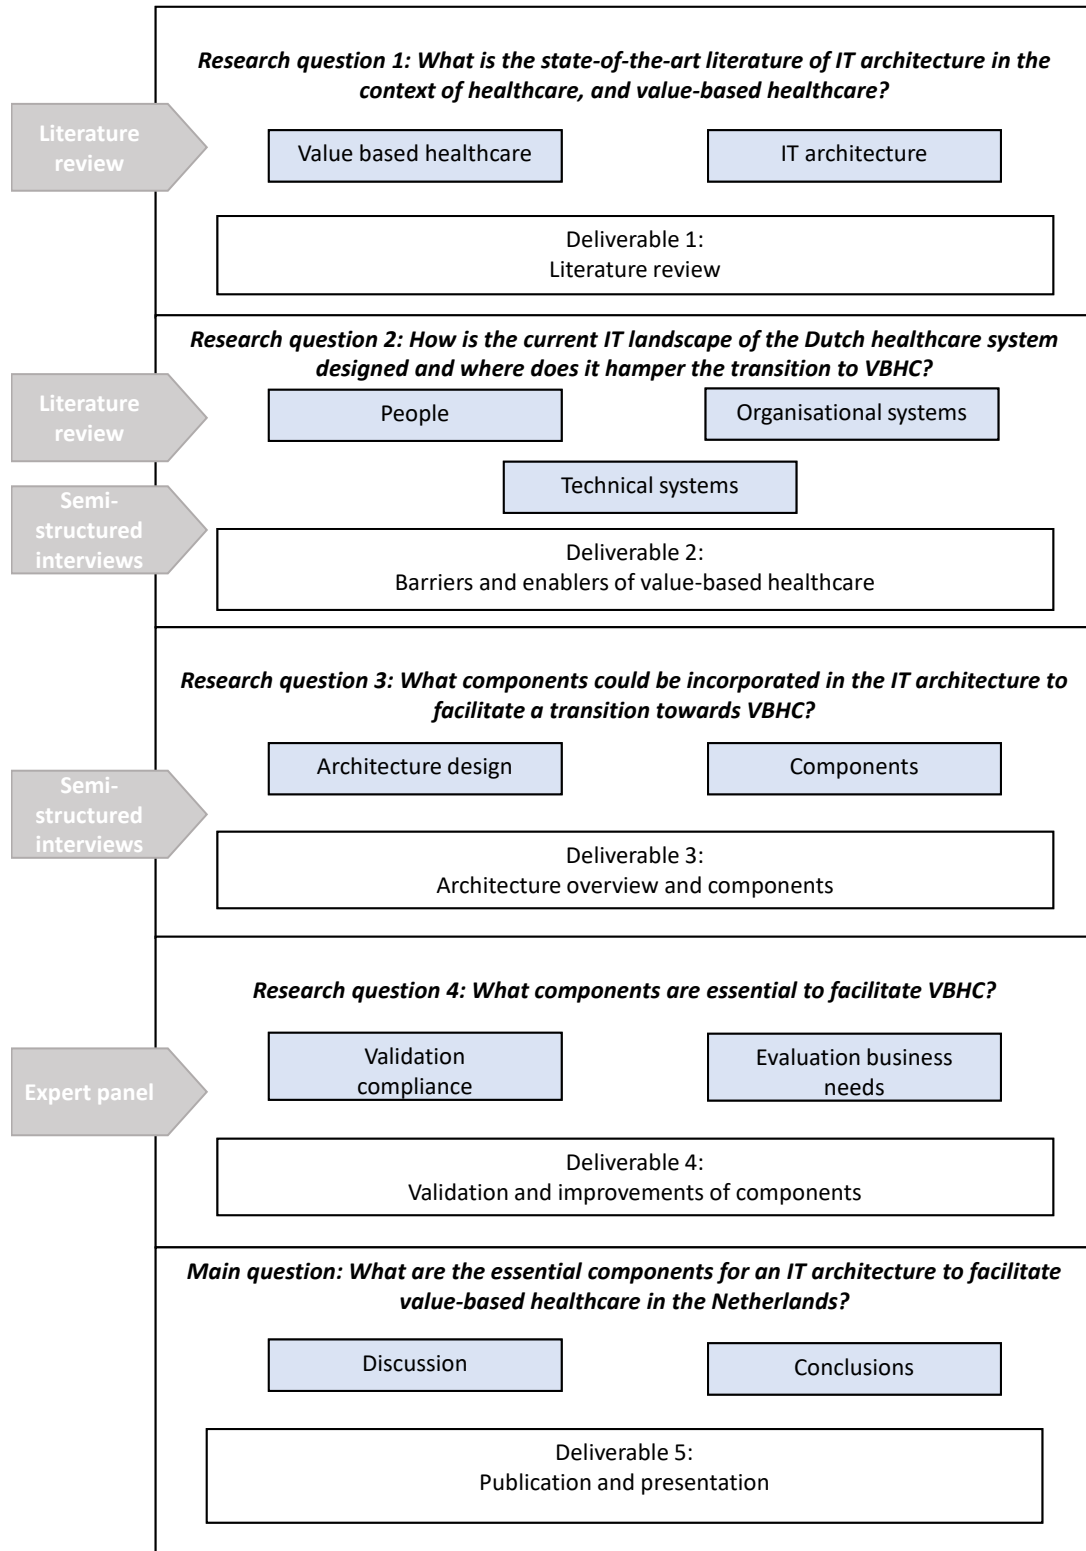 Research question 1: What is the state-of-the-art literature of IT architecture in the
context of healthcare, and value-based healthcare?
Literature
review
Value based healthcare
IT architecture
Deliverable 1:
Literature review
Research question 2: How is the current IT landscape of the Dutch healthcare system
designed and where does it hamper the transition to VBHC?
Literature
review
People
Organisational systems
Technical systems
Semi-
structured
interviews
Deliverable 2:
Barriers and enablers of value-based healthcare
Research question 3: What components could be incorporated in the IT architecture to
facilitate a transition towards VBHC?
Semi-
structured
interviews
Architecture design
Components
Deliverable 3:
Architecture overview and components
Research question 4: What components are essential to facilitate VBHC?
Expert panel
Validation
compliance
Evaluation business
needs
Deliverable 4:
Validation and improvements of components
Main question: What are the essential components for an IT architecture to facilitate
value-based healthcare in the Netherlands?
Discussion
Conclusions
Deliverable 5:
Publication and presentation